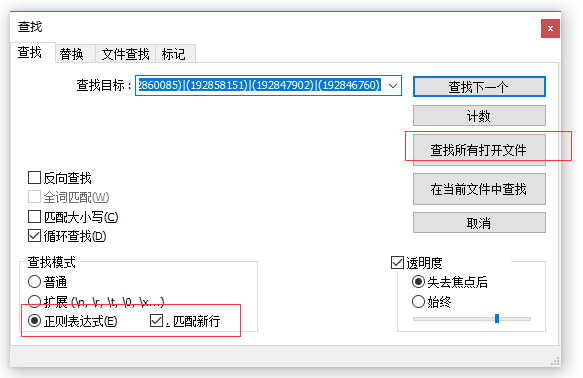 查找
查找 替换 文件查找 标记
查找目标：
2860085)|(192858151)|(192847902)|(192846760)
查找下一个
计数
查找所有打开文件
在当前文件中查找
取消
反向查找
全词匹配(W)
匹配大小写(C)
循环查找(D)
查找模式
普通
扩展 (\n, \r, \t, \0, \x...)
正则表达式(E) . 匹配新行
透明度
失去焦点后
始终